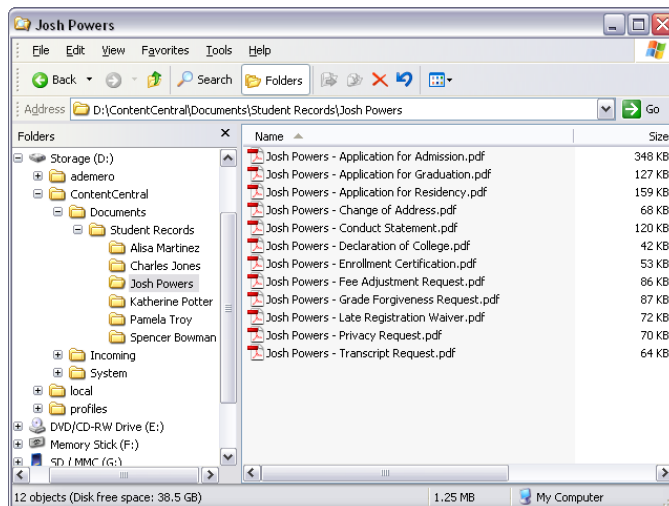 Josh Powers
File Edit View Favorites Tools Help
Back Search Folders
Address D:\ContentCentral\Documents\Student Records\Josh Powers Go
Folders x Name Size
Storage (D:)
ademero
ContentCentral
Documents
Student Records
Alisa Martinez
Charles Jones
Josh Powers
Katherine Potter
Pamela Troy
Spencer Bowman
Incoming
System
local
profiles
DVD/CD-RW Drive (E:)
Memory Stick (F:)
SD / MMC (G:)
Josh Powers - Application for Admission.pdf 348 KB
Josh Powers - Application for Graduation.pdf 127 KB
Josh Powers - Application for Residency.pdf 159 KB
Josh Powers - Change of Address.pdf 68 KB
Josh Powers - Conduct Statement.pdf 120 KB
Josh Powers - Declaration of College.pdf 42 KB
Josh Powers - Enrollment Certification.pdf 53 KB
Josh Powers - Fee Adjustment Request.pdf 86 KB
Josh Powers - Grade Forgiveness Request.pdf 87 KB
Josh Powers - Late Registration Waiver.pdf 72 KB
Josh Powers - Privacy Request.pdf 70 KB
Josh Powers - Transcript Request.pdf 64 KB
12 objects (Disk free space: 38.5 GB) 1.25 MB My Computer